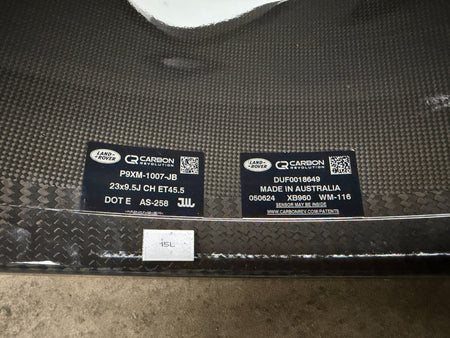 LAND ROVER CARBON REVOLUTION
P9XM-1007-JB
23x9.5J CH ET45.5
DOT E AS-258 JWL
LAND ROVER CARBON REVOLUTION
DUF0018649
MADE IN AUSTRALIA
050624 XB960 WM-116
SENSOR MAY BE INSIDE
WWW.CARBONREV.COM/PATENTS
15L